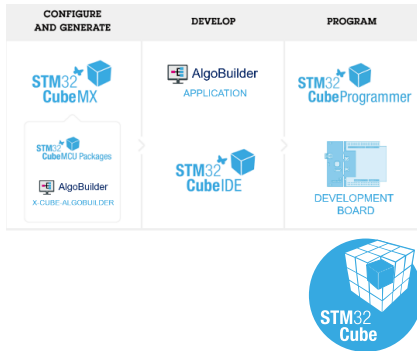 CONFIGURE
AND GENERATE
STM32
CubeMX
STM32
CubeMCU Packages
AlgoBuilder
X-CUBE-ALGOBUILDER
DEVELOP
AlgoBuilder
APPLICATION
STM32
CubeIDE
PROGRAM
STM32
CubeProgrammer
DEVELOPMENT
BOARD
STM32
Cube